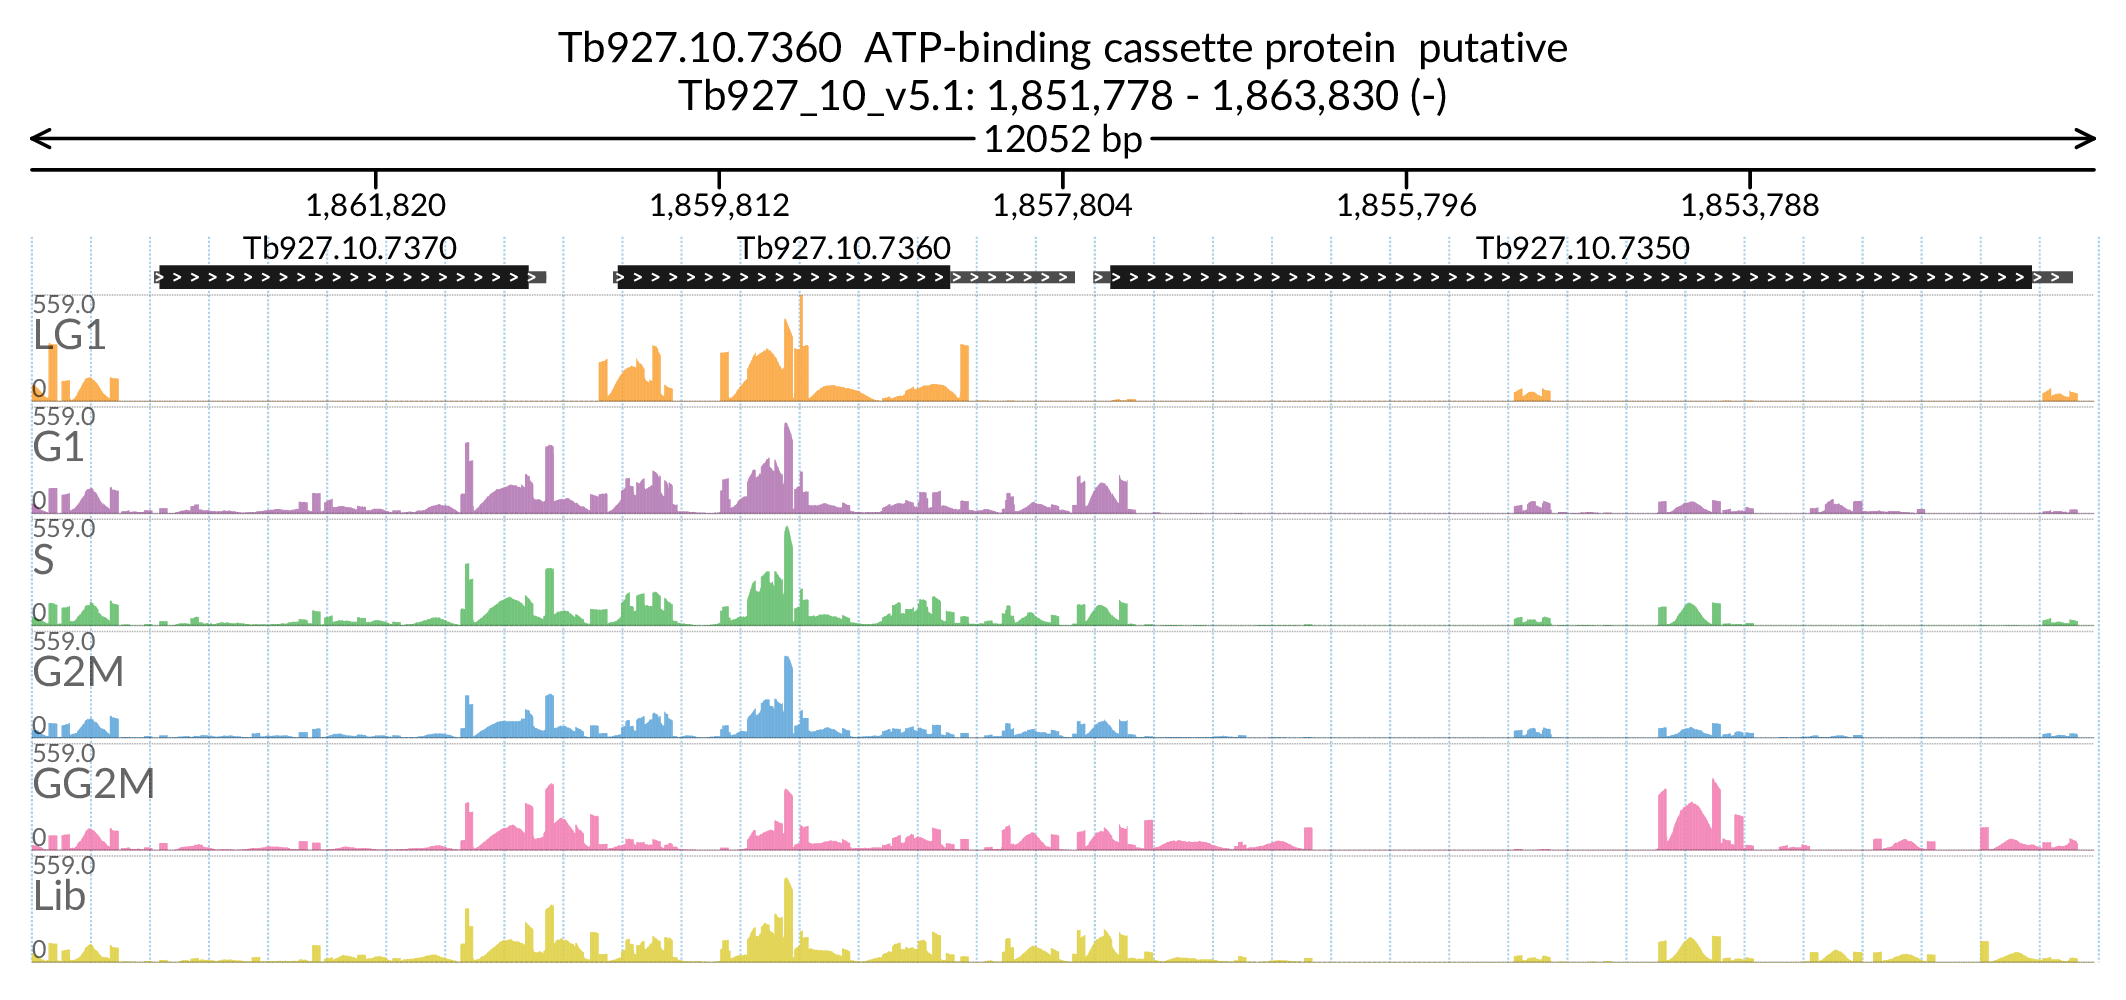 Tb927.10.7360  ATP-binding cassette protein  putative
Tb927_10_v5.1: 1,851,778 - 1,863,830 (-)
12052 bp
1,861,820 1,859,812 1,857,804 1,855,796 1,853,788
Tb927.10.7370 Tb927.10.7360 Tb927.10.7350
559.0
LG1
0
559.0
G1
0
559.0
S
0
559.0
G2M
0
559.0
GG2M
0
559.0
Lib
0